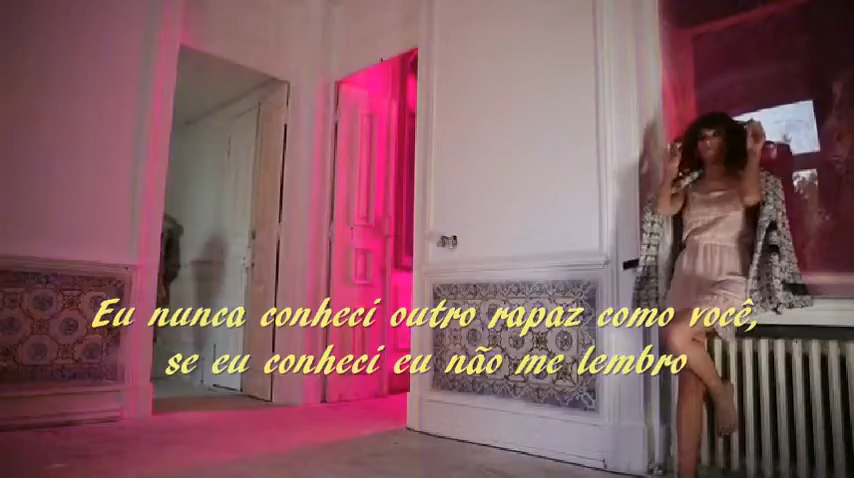 Eu nunca conheci outro rapaz como você,
se eu conheci eu não me lembro